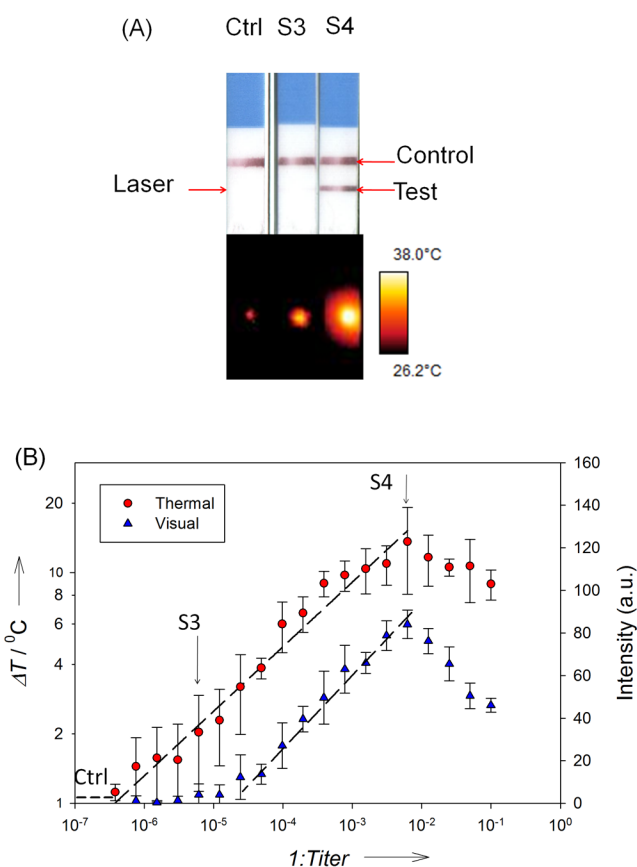 (A)
Ctrl S3 S4
Control
Laser
Test
38.0°C
26.2°C
(B)
Thermal
Visual
S3
S4
Ctrl
ΔT / ⁰C
20
10
8
6
4
2
1
Intensity (a.u.)
160
140
120
100
80
60
40
20
0
10⁻⁷ 10⁻⁶ 10⁻⁵ 10⁻⁴ 10⁻³ 10⁻² 10⁻¹ 10⁰
1:Titer